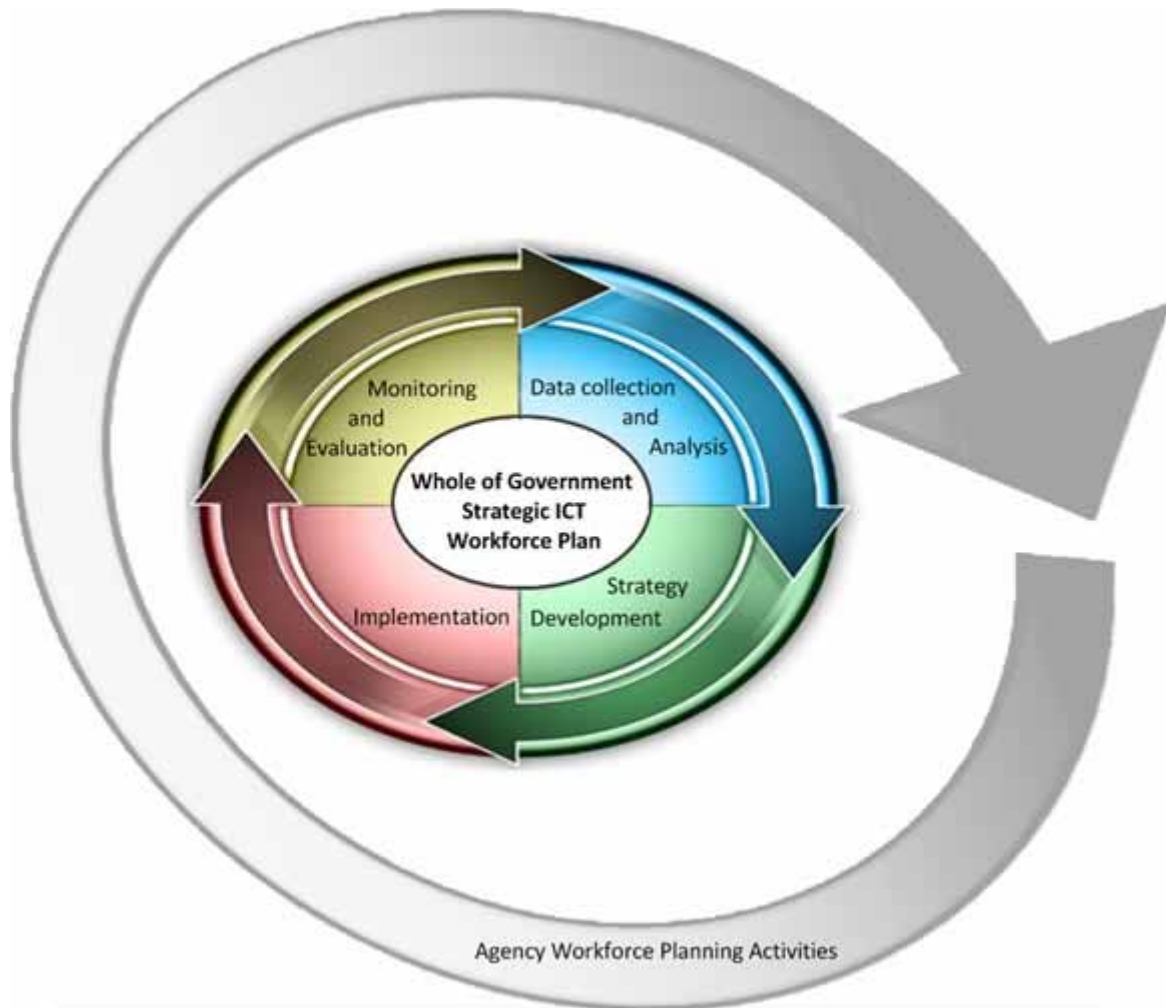 Monitoring
and
Evaluation
Data collection
and
Analysis
Whole of Government
Strategic ICT
Workforce Plan
Implementation
Strategy
Development
Agency Workforce Planning Activities